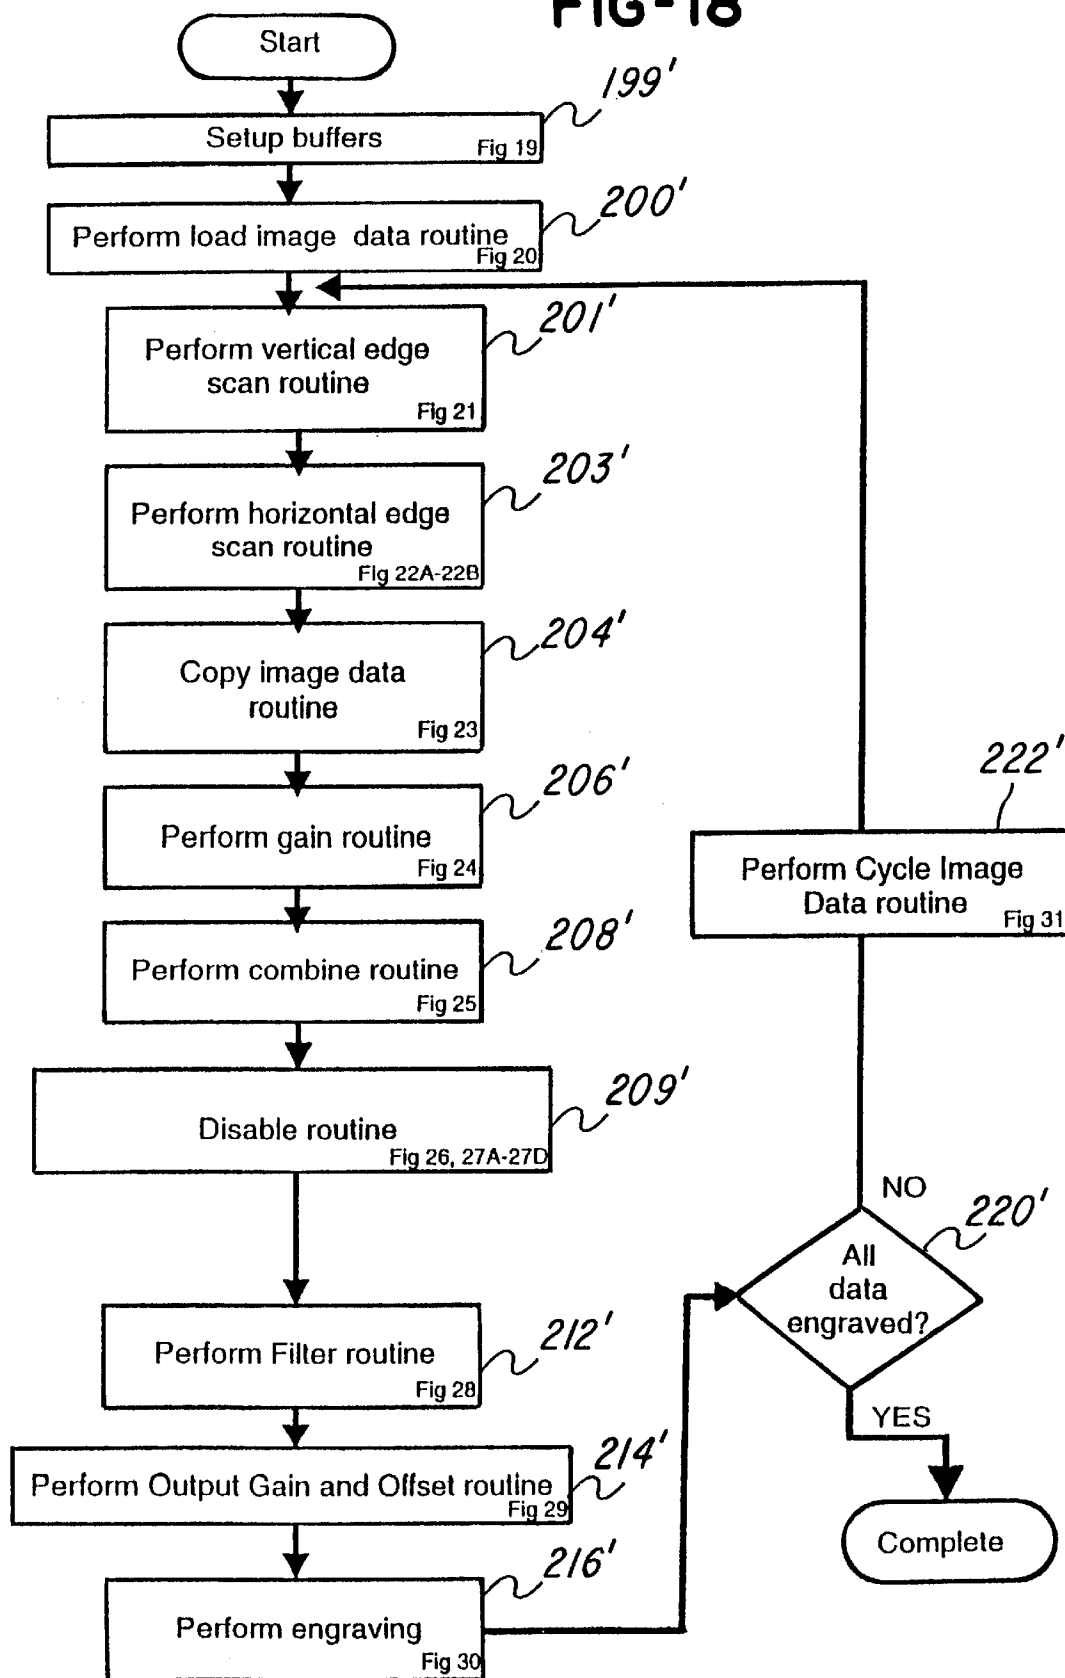 FIG-18
Start
199'
Setup buffers
Fig 19
200'
Perform load image data routine
Fig 20
201'
Perform vertical edge
scan routine
Fig 21
203'
Perform horizontal edge
scan routine
Fig 22A-22B
204'
Copy image data
routine
Fig 23
206'
Perform gain routine
Fig 24
208'
Perform combine routine
Fig 25
209'
Disable routine
Fig 26, 27A-27D
212'
Perform Filter routine
Fig 28
214'
Perform Output Gain and Offset routine
Fig 29
216'
Perform engraving
Fig 30
222'
Perform Cycle Image
Data routine
Fig 31
NO
220'
All
data
engraved?
YES
Complete